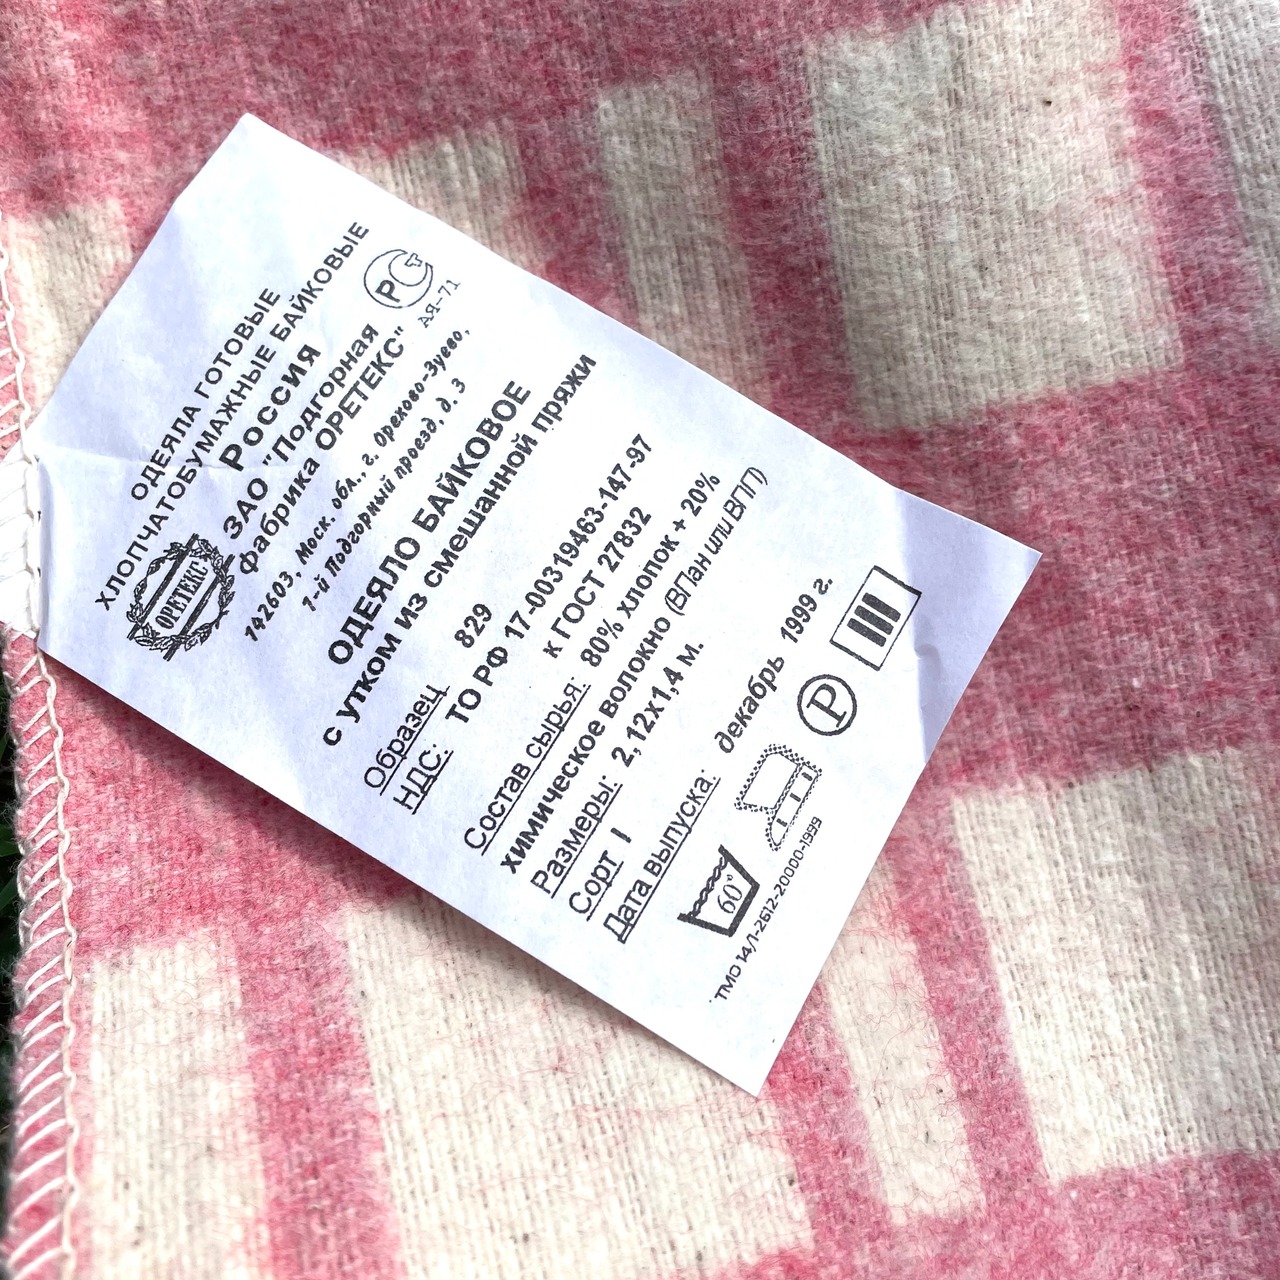 ОДЕЯЛА ГОТОВЫЕ
ХЛОПЧАТОБУМАЖНЫЕ БАЙКОВЫЕ
РОССИЯ
ЗАО "Подгорная
фабрика ОРЕТЕКС"
РСТ
АЯ-71
ОРЕТЕКС
142603, Моск. обл., г. Орехово-Зуево,
1-й Подгорный проезд, д. 3
ОДЕЯЛО БАЙКОВОЕ
с утком из смешанной пряжи
Образец 829
НДС: ТО РФ 17-00319463-147-97
к ГОСТ 27832
Состав сырья: 80% хлопок + 20%
химическое волокно (ВПан или ВПП)
Размеры: 2,12х1,4 м.
Сорт I
Дата выпуска: декабрь 1999 г.
60°
Р
ТМО 14/1-2Б12-20000-1999